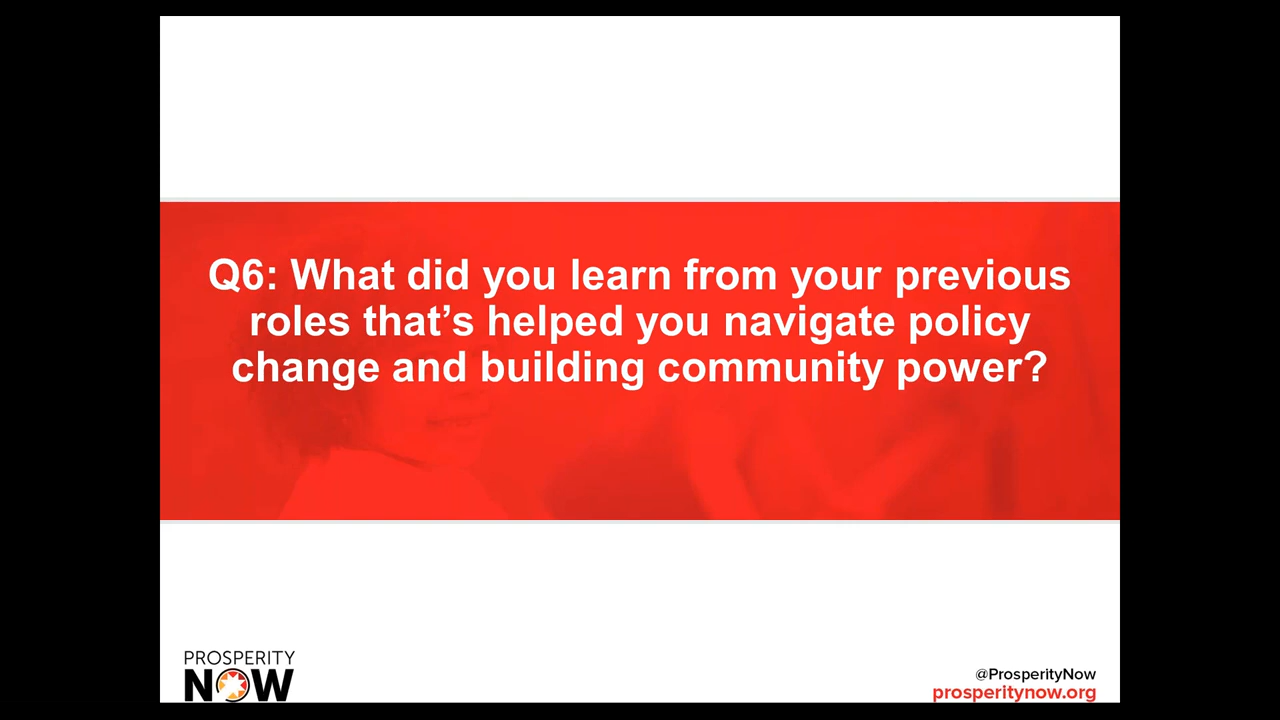 Q6: What did you learn from your previous
roles that’s helped you navigate policy
change and building community power?
PROSPERITY
NOW
@ProsperityNow
prosperitynow.org